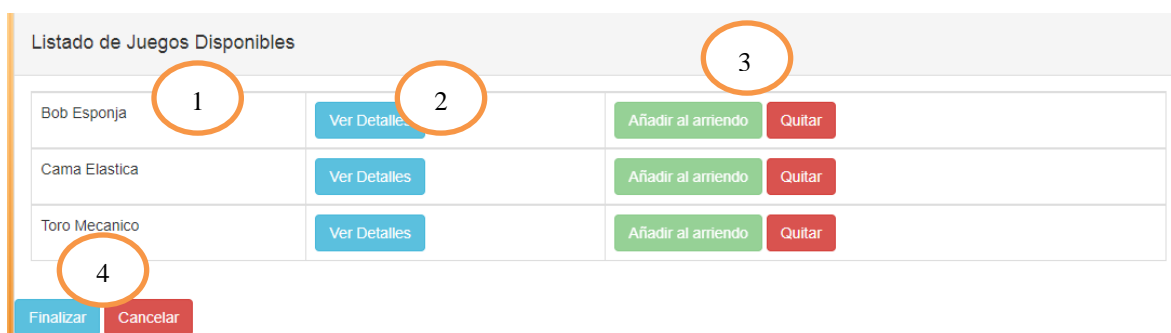 Listado de Juegos Disponibles
3
1
2
Bob Esponja Ver Detalles Añadir al arriendo Quitar
Cama Elastica Ver Detalles Añadir al arriendo Quitar
Toro Mecanico Ver Detalles Añadir al arriendo Quitar
4
Finalizar Cancelar